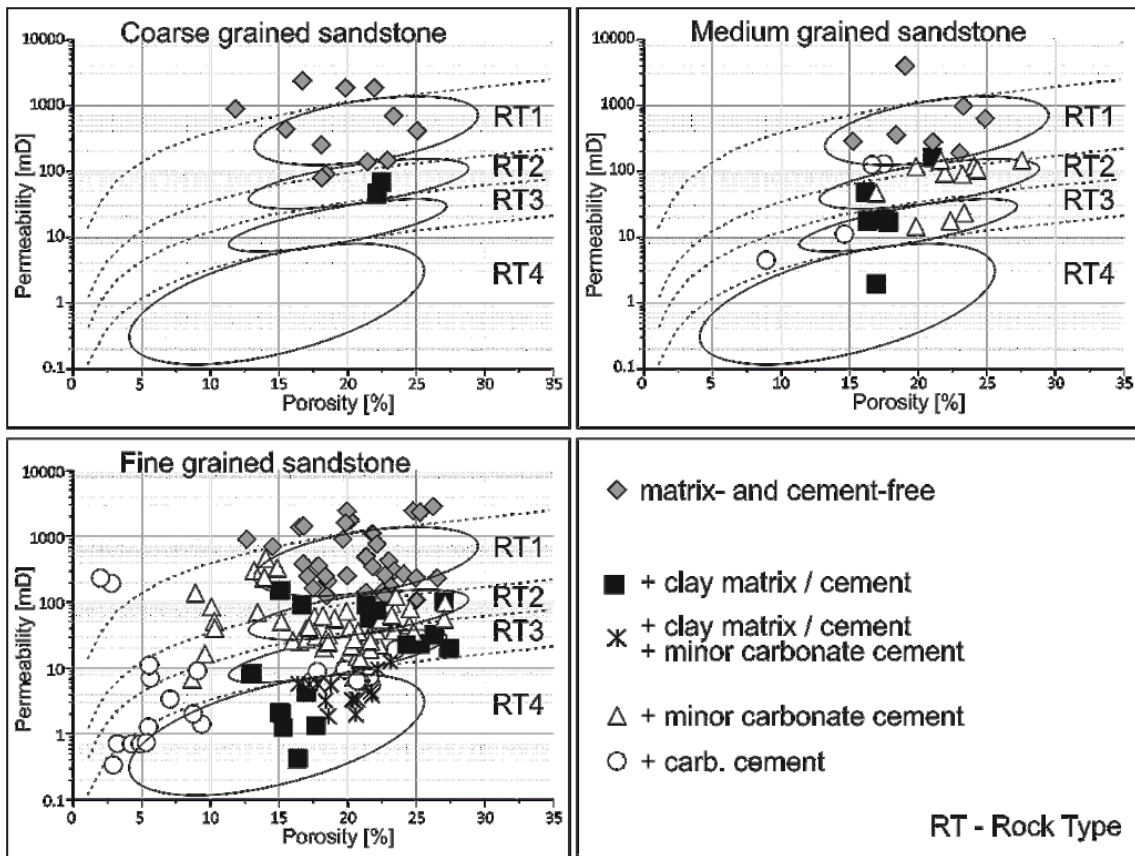 Coarse grained sandstone
10000
1000
100
10
1
0.1
Permeability [mD]
RT1
RT2
RT3
RT4
0 5 10 15 20 25 30 35
Porosity [%]
Medium grained sandstone
10000
1000
100
10
1
0.1
Permeability [mD]
RT1
RT2
RT3
RT4
0 5 10 15 20 25 30 35
Porosity [%]
Fine grained sandstone
10000
1000
100
10
1
0.1
Permeability [mD]
RT1
RT2
RT3
RT4
0 5 10 15 20 25 30 35
Porosity [%]
matrix- and cement-free
+ clay matrix / cement
+ clay matrix / cement
+ minor carbonate cement
+ minor carbonate cement
+ carb. cement
RT - Rock Type